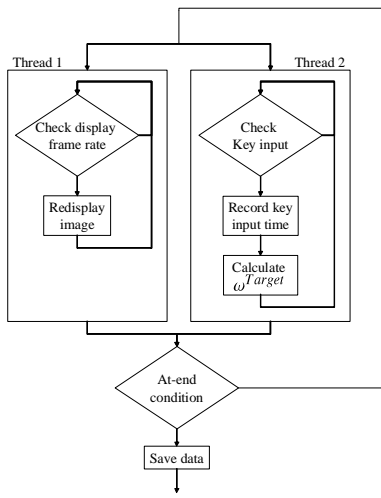 Thread 1
Thread 2
Check display
frame rate
Redisplay
image
Check
Key input
Record key
input time
Calculate
ω^Target
At-end
condition
Save data